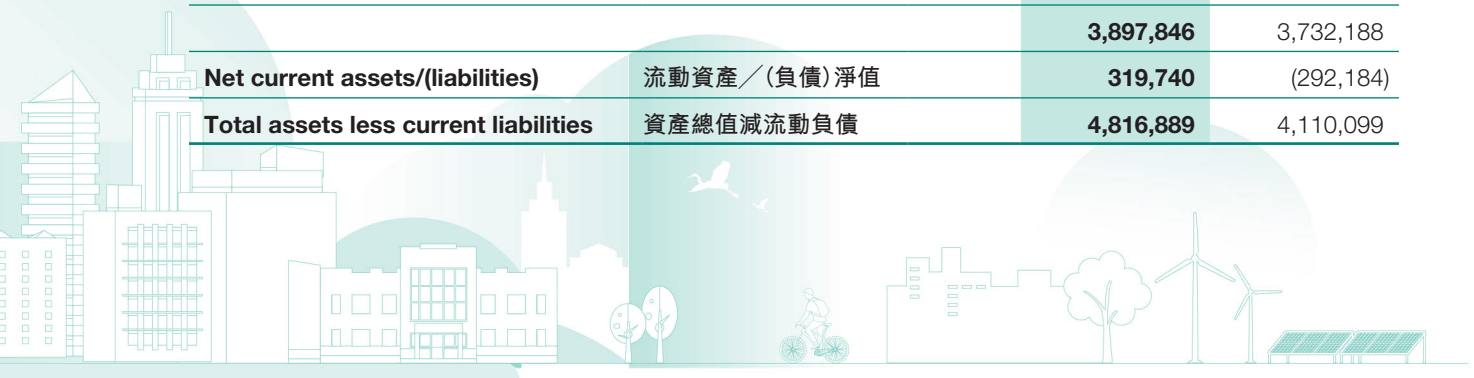 3,897,846 3,732,188
Net current assets/(liabilities) 流動資產／(負債)淨值 319,740 (292,184)
Total assets less current liabilities 資產總值減流動負債 4,816,889 4,110,099